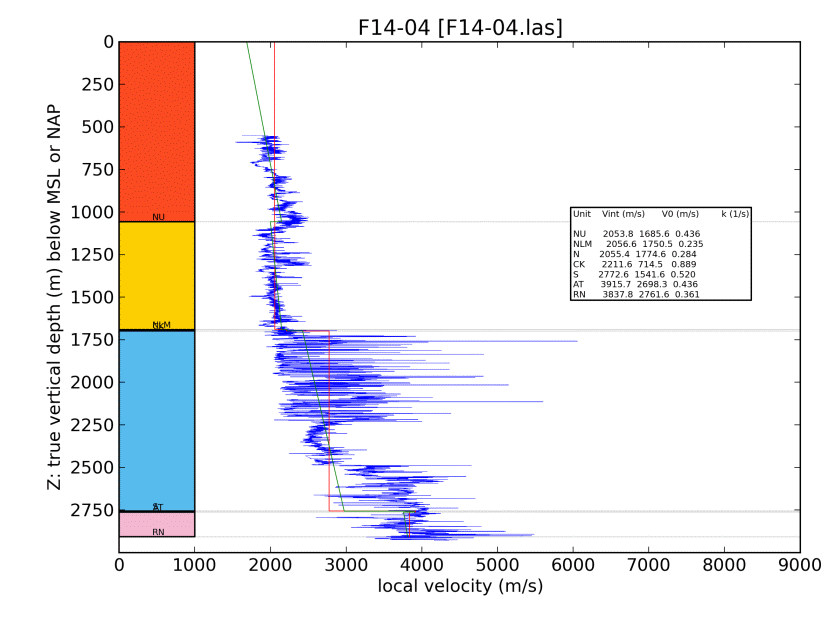 F14-04 [F14-04.las]
Z: true vertical depth (m) below MSL or NAP
0
250
500
750
1000
1250
1500
1750
2000
2250
2500
2750
NU
NLM
RN
Unit Vint (m/s) V0 (m/s) k (1/s)
NU 2053.8 1685.6 0.436
NLM 2056.6 1750.5 0.235
N 2055.4 1774.6 0.284
CK 2211.6 714.5 0.889
S 2772.6 1541.6 0.520
AT 3915.7 2698.3 0.436
RN 3837.8 2761.6 0.361
0 1000 2000 3000 4000 5000 6000 7000 8000 9000
local velocity (m/s)